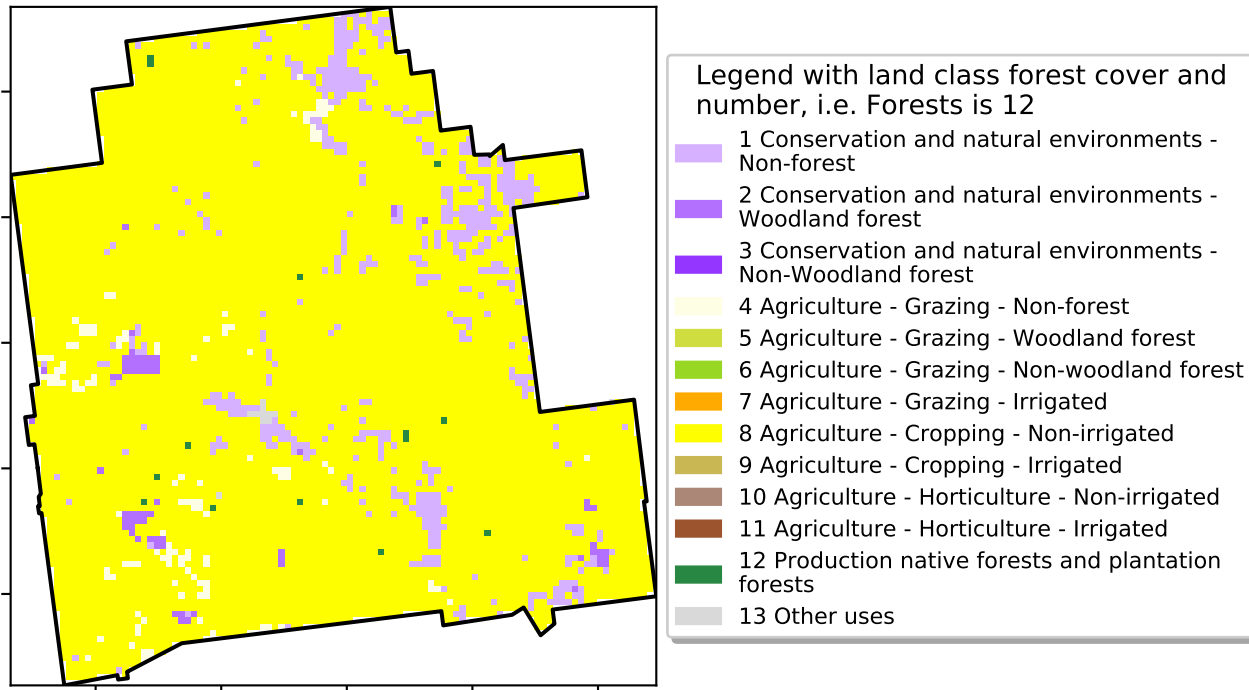 Legend with land class forest cover and
number, i.e. Forests is 12
1 Conservation and natural environments -
Non-forest
2 Conservation and natural environments -
Woodland forest
3 Conservation and natural environments -
Non-Woodland forest
4 Agriculture - Grazing - Non-forest
5 Agriculture - Grazing - Woodland forest
6 Agriculture - Grazing - Non-woodland forest
7 Agriculture - Grazing - Irrigated
8 Agriculture - Cropping - Non-irrigated
9 Agriculture - Cropping - Irrigated
10 Agriculture - Horticulture - Non-irrigated
11 Agriculture - Horticulture - Irrigated
12 Production native forests and plantation
forests
13 Other uses